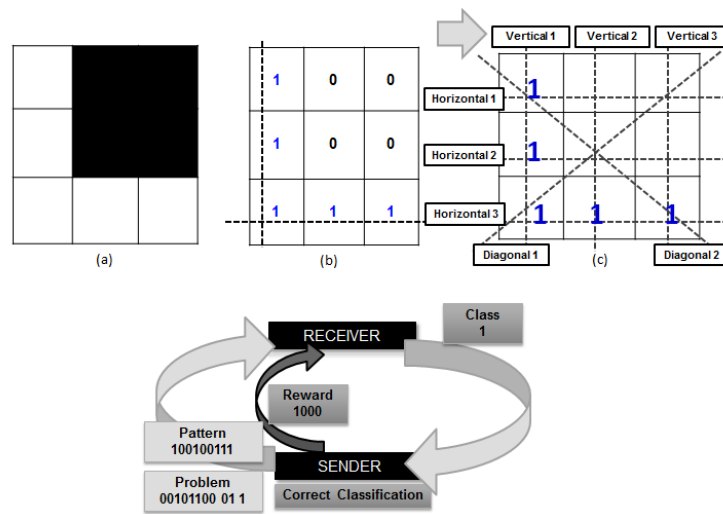 Vertical 1 Vertical 2 Vertical 3
1 0 0
1 0 0
1 1 1
Horizontal 1 1
Horizontal 2 1
Horizontal 3 1 1 1
Diagonal 1 Diagonal 2
(a) (b) (c)
Class
1
RECEIVER
Reward
1000
Pattern
100100111
SENDER
Problem
00101100 01 1
Correct Classification